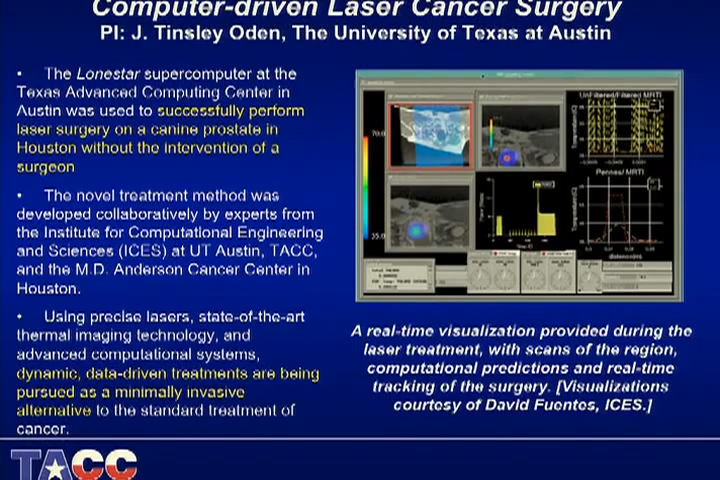 Computer-driven Laser Cancer Surgery
PI: J. Tinsley Oden, The University of Texas at Austin
• The Lonestar supercomputer at the
Texas Advanced Computing Center in
Austin was used to successfully perform
laser surgery on a canine prostate in
Houston without the intervention of a
surgeon
• The novel treatment method was
developed collaboratively by experts from
the Institute for Computational Engineering
and Sciences (ICES) at UT Austin, TACC,
and the M.D. Anderson Cancer Center in
Houston.
• Using precise lasers, state-of-the-art
thermal imaging technology, and
advanced computational systems,
dynamic, data-driven treatments are being
pursued as a minimally invasive
alternative to the standard treatment of
cancer.
UnFiltered/Filtered MRTI
70.0
35.0
Pennes/ MRTI
A real-time visualization provided during the
laser treatment, with scans of the region,
computational predictions and real-time
tracking of the surgery. [Visualizations
courtesy of David Fuentes, ICES.]
TACC